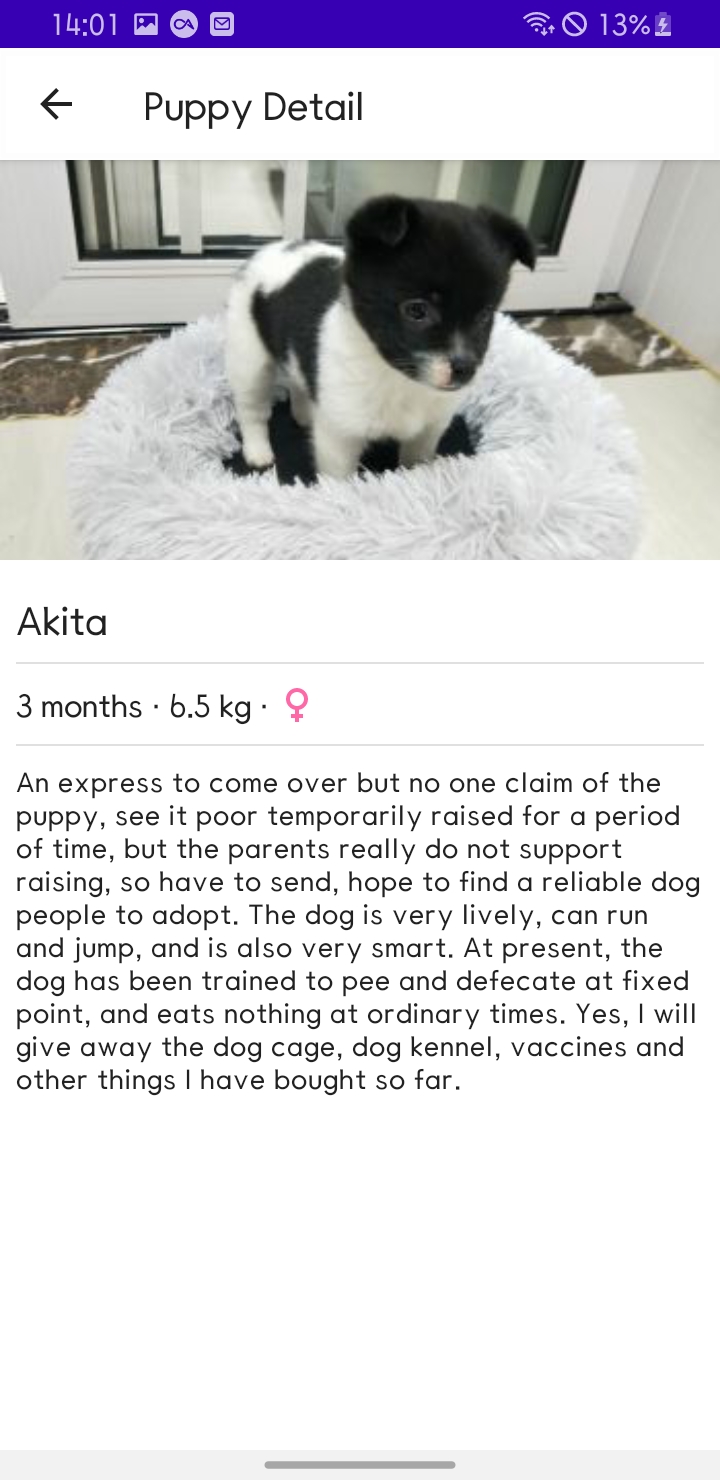 14:01 13%
Puppy Detail
Akita
3 months · 6.5 kg ·
An express to come over but no one claim of the
puppy, see it poor temporarily raised for a period
of time, but the parents really do not support
raising, so have to send, hope to find a reliable dog
people to adopt. The dog is very lively, can run
and jump, and is also very smart. At present, the
dog has been trained to pee and defecate at fixed
point, and eats nothing at ordinary times. Yes, I will
give away the dog cage, dog kennel, vaccines and
other things I have bought so far.